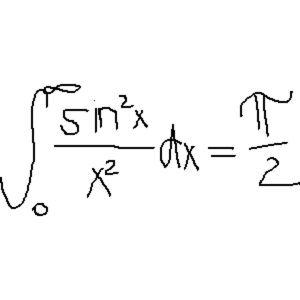 ∫₀^∞ sin²x/x² dx = π/2